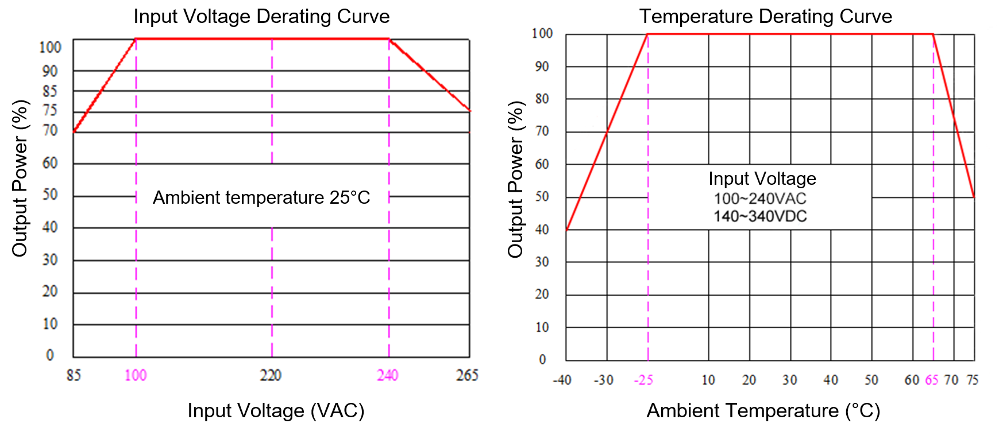 Input Voltage Derating Curve
Output Power (%)
100
90
85
75
70
60
50
40
30
20
10
0
Ambient temperature 25°C
85 100 220 240 265
Input Voltage (VAC)
Temperature Derating Curve
Output Power (%)
100
90
80
70
60
50
40
30
20
10
0
Input Voltage
100~240VAC
140~340VDC
-40 -30 -25 10 20 30 40 50 60 65 70 75
Ambient Temperature (°C)